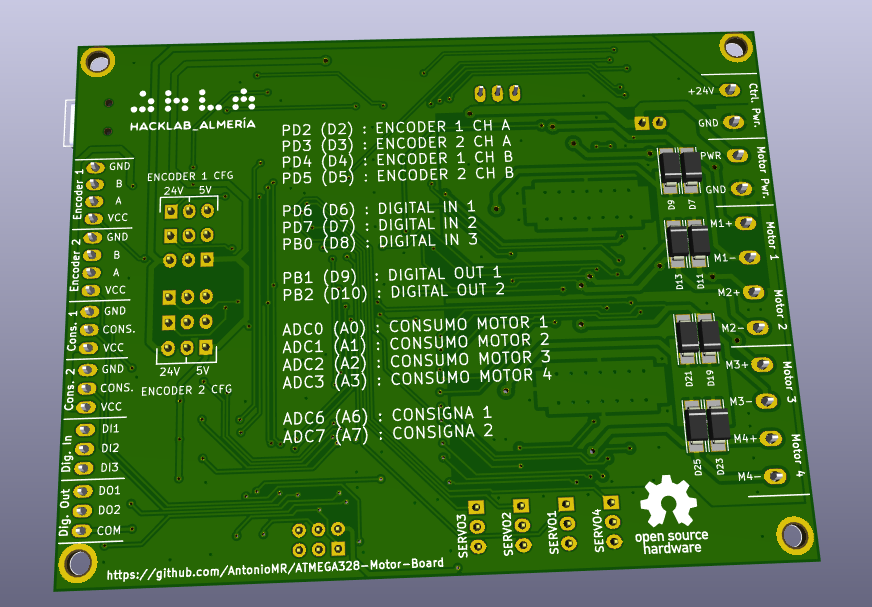 HACKLAB_ALMERÍA
PD2 (D2) : ENCODER 1 CH A
PD3 (D3) : ENCODER 2 CH A
PD4 (D4) : ENCODER 1 CH B
PD5 (D5) : ENCODER 2 CH B
PD6 (D6) : DIGITAL IN 1
PD7 (D7) : DIGITAL IN 2
PB0 (D8) : DIGITAL IN 3
PB1 (D9) : DIGITAL OUT 1
PB2 (D10) : DIGITAL OUT 2
ADC0 (A0) : CONSUMO MOTOR 1
ADC1 (A1) : CONSUMO MOTOR 2
ADC2 (A2) : CONSUMO MOTOR 3
ADC3 (A3) : CONSUMO MOTOR 4
ADC6 (A6) : CONSIGNA 1
ADC7 (A7) : CONSIGNA 2
Encoder 1
GND
B
A
VCC
Encoder 2
GND
B
A
VCC
Cons. 1
GND
CONS.
VCC
Cons. 2
GND
CONS.
VCC
Dig. In
DI1
DI2
DI3
Dig. Out
DO1
DO2
COM
ENCODER 1 CFG
24V 5V
24V 5V
ENCODER 2 CFG
+24V
GND
Ctrl. Pwr.
PWR
GND
Motor Pwr.
M1+
M1-
Motor 1
M2+
M2-
Motor 2
M3+
M3-
Motor 3
M4+
M4-
Motor 4
D9 D7
D13 D11
D21 D19
D25 D23
SERVO3
SERVO2
SERVO1
SERVO4
open source
hardware
https://github.com/AntonioMR/ATMEGA328-Motor-Board